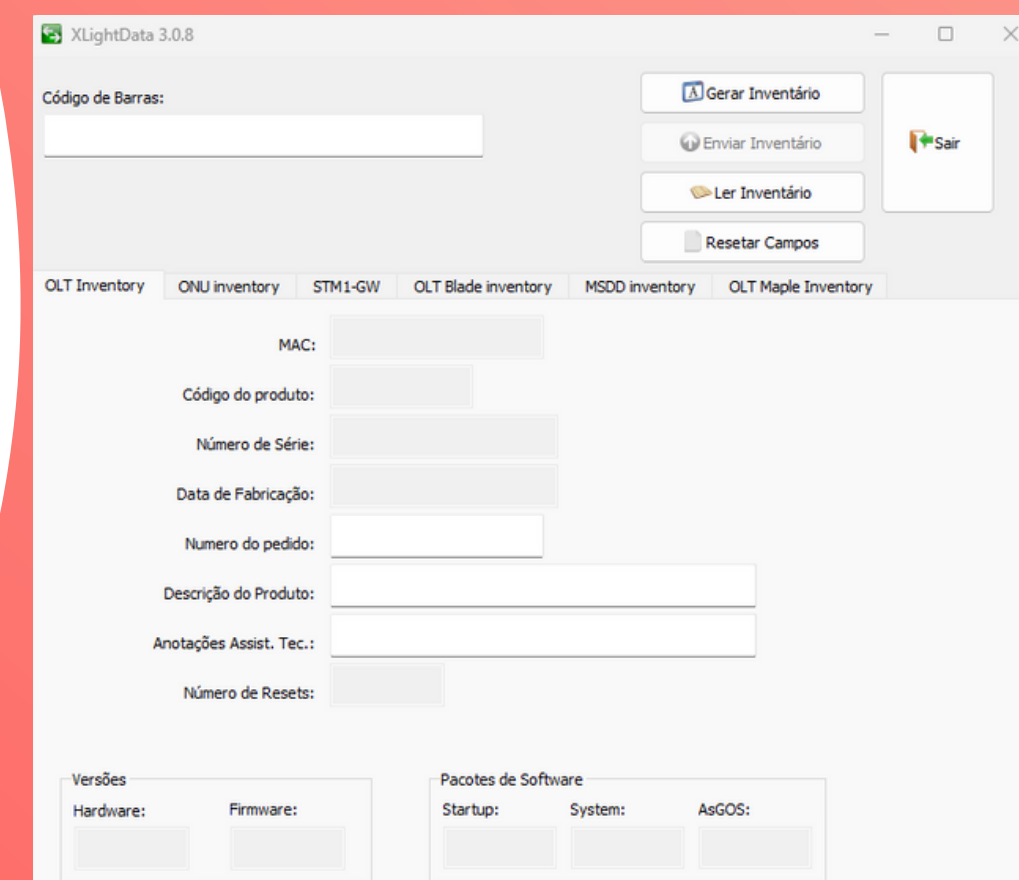 XLightData 3.0.8
Código de Barras:
Gerar Inventário
Enviar Inventário
Ler Inventário
Resetar Campos
Sair
OLT Inventory ONU inventory STM1-GW OLT Blade inventory MSDD inventory OLT Maple Inventory
MAC:
Código do produto:
Número de Série:
Data de Fabricação:
Numero do pedido:
Descrição do Produto:
Anotações Assist. Tec.:
Número de Resets:
Versões
Hardware: Firmware:
Pacotes de Software
Startup: System: AsGOS: